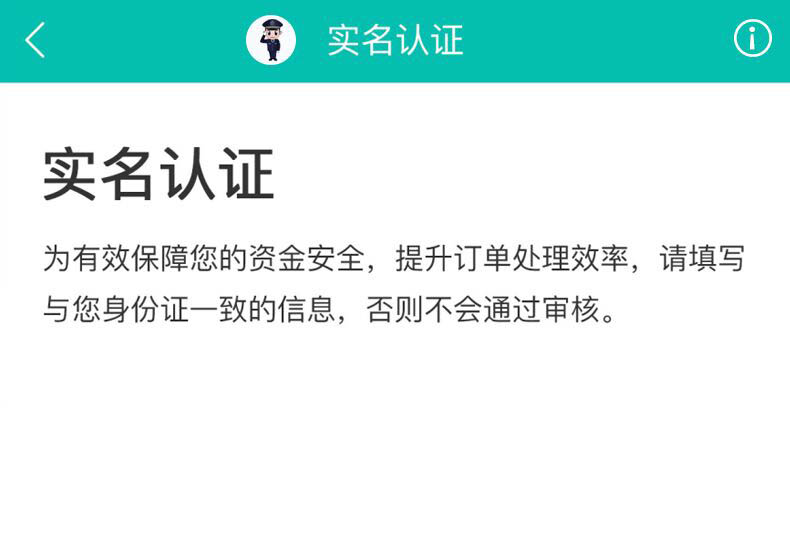 实名认证
实名认证
为有效保障您的资金安全，提升订单处理效率，请填写
与您身份证一致的信息，否则不会通过审核。